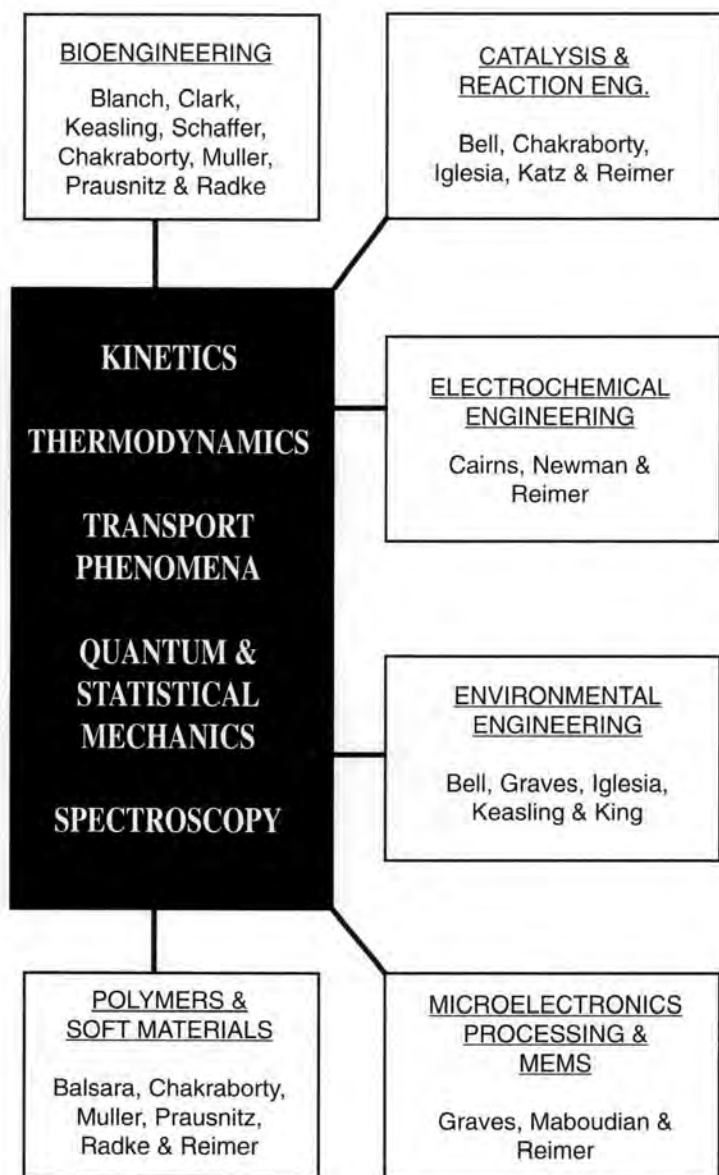 BIOENGINEERING
Blanch, Clark,
Keasling, Schaffer,
Chakraborty, Muller,
Prausnitz & Radke
CATALYSIS &
REACTION ENG.
Bell, Chakraborty,
Iglesia, Katz & Reimer
KINETICS
THERMODYNAMICS
TRANSPORT
PHENOMENA
QUANTUM &
STATISTICAL
MECHANICS
SPECTROSCOPY
ELECTROCHEMICAL
ENGINEERING
Cairns, Newman &
Reimer
ENVIRONMENTAL
ENGINEERING
Bell, Graves, Iglesia,
Keasling & King
POLYMERS &
SOFT MATERIALS
Balsara, Chakraborty,
Muller, Prausnitz,
Radke & Reimer
MICROELECTRONICS
PROCESSING &
MEMS
Graves, Maboudian &
Reimer